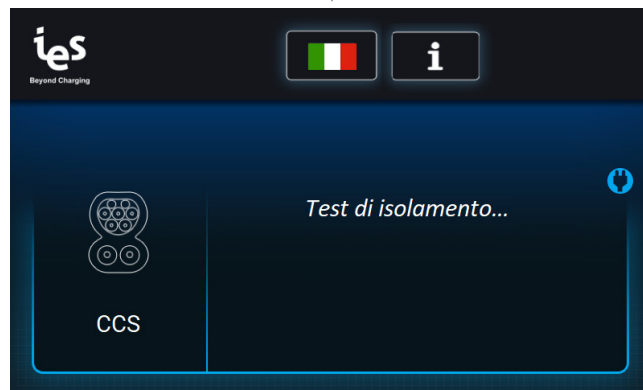 ies
Beyond Charging
i
Test di isolamento...
CCS